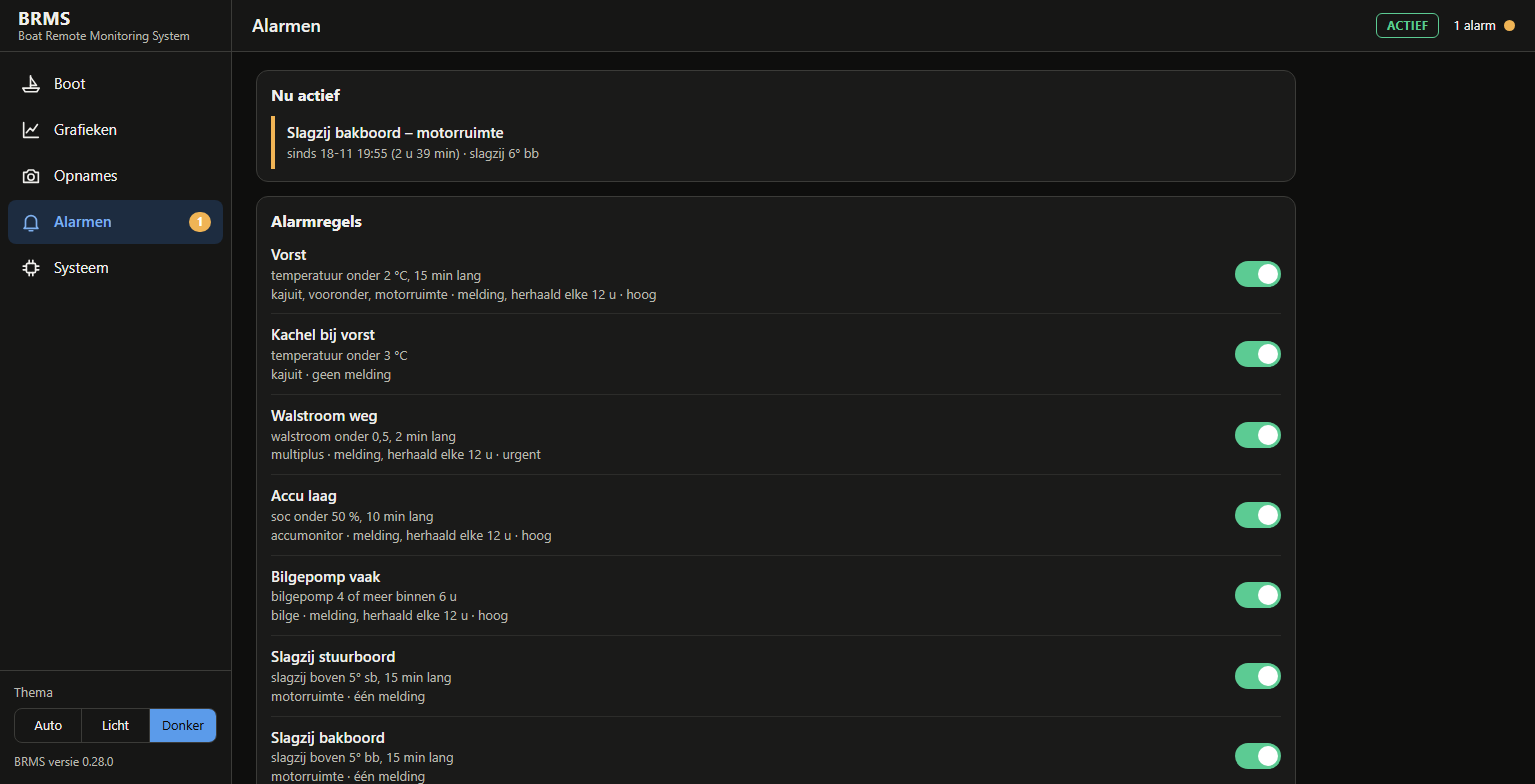 BRMS
Boat Remote Monitoring System
Boot
Grafieken
Opnames
Alarmen
1
Systeem
Thema
Auto
Licht
Donker
BRMS versie 0.28.0
Alarmen
ACTIEF
1 alarm
Nu actief
Slagzij bakboord – motorruimte
sinds 18-11 19:55 (2 u 39 min) · slagzij 6° bb
Alarmregels
Vorst
temperatuur onder 2 °C, 15 min lang
kajuit, vooronder, motorruimte · melding, herhaald elke 12 u · hoog
Kachel bij vorst
temperatuur onder 3 °C
kajuit · geen melding
Walstroom weg
walstroom onder 0,5, 2 min lang
multiplus · melding, herhaald elke 12 u · urgent
Accu laag
soc onder 50 %, 10 min lang
accumonitor · melding, herhaald elke 12 u · hoog
Bilgepomp vaak
bilgepomp 4 of meer binnen 6 u
bilge · melding, herhaald elke 12 u · hoog
Slagzij stuurboord
slagzij boven 5° sb, 15 min lang
motorruimte · één melding
Slagzij bakboord
slagzij boven 5° bb, 15 min lang
motorruimte · één melding